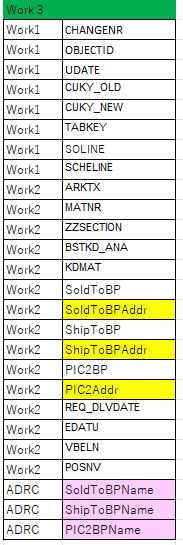 Work 3
Work1 CHANGENR
Work1 OBJECTID
Work1 UDATE
Work1 CUKY_OLD
Work1 CUKY_NEW
Work1 TABKEY
Work1 SOLINE
Work1 SCHELINE
Work2 ARKTX
Work2 MATNR
Work2 ZZSECTION
Work2 BSTKD_ANA
Work2 KDMAT
Work2 SoldToBP
Work2 SoldToBPAddr
Work2 ShipToBP
Work2 ShipToBPAddr
Work2 PIC2BP
Work2 PIC2Addr
Work2 REQ_DLVDATE
Work2 EDATU
Work2 VBELN
Work2 POSNV
ADRC SoldToBPName
ADRC ShipToBPName
ADRC PIC2BPName